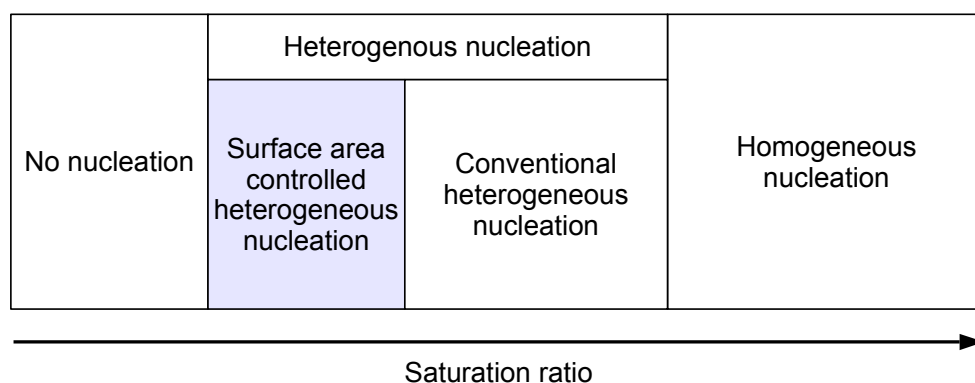 Heterogenous nucleation
No nucleation
Surface area
controlled
heterogeneous
nucleation
Conventional
heterogeneous
nucleation
Homogeneous
nucleation
Saturation ratio